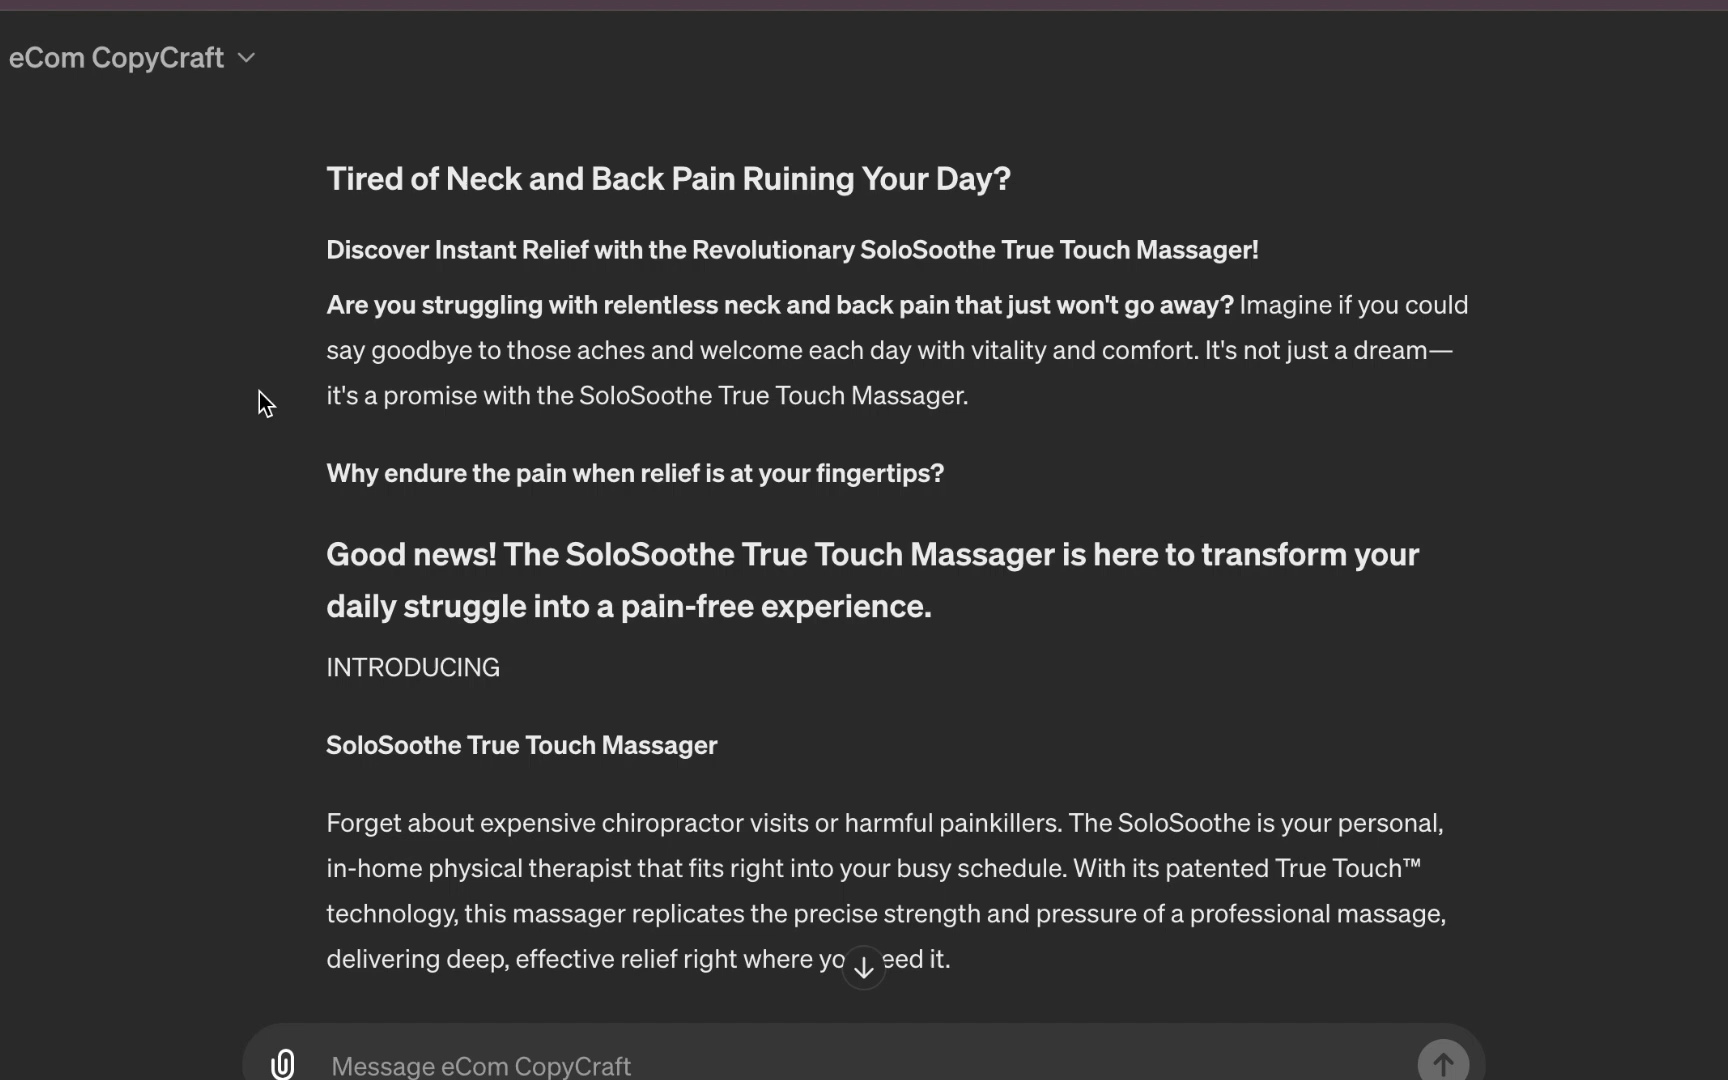 eCom CopyCraft
Tired of Neck and Back Pain Ruining Your Day?
Discover Instant Relief with the Revolutionary SoloSoothe True Touch Massager!
Are you struggling with relentless neck and back pain that just won't go away? Imagine if you could
say goodbye to those aches and welcome each day with vitality and comfort. It's not just a dream—
it's a promise with the SoloSoothe True Touch Massager.
Why endure the pain when relief is at your fingertips?
Good news! The SoloSoothe True Touch Massager is here to transform your
daily struggle into a pain-free experience.
INTRODUCING
SoloSoothe True Touch Massager
Forget about expensive chiropractor visits or harmful painkillers. The SoloSoothe is your personal,
in-home physical therapist that fits right into your busy schedule. With its patented True Touch™
technology, this massager replicates the precise strength and pressure of a professional massage,
delivering deep, effective relief right where it.
Message eCom CopyCraft